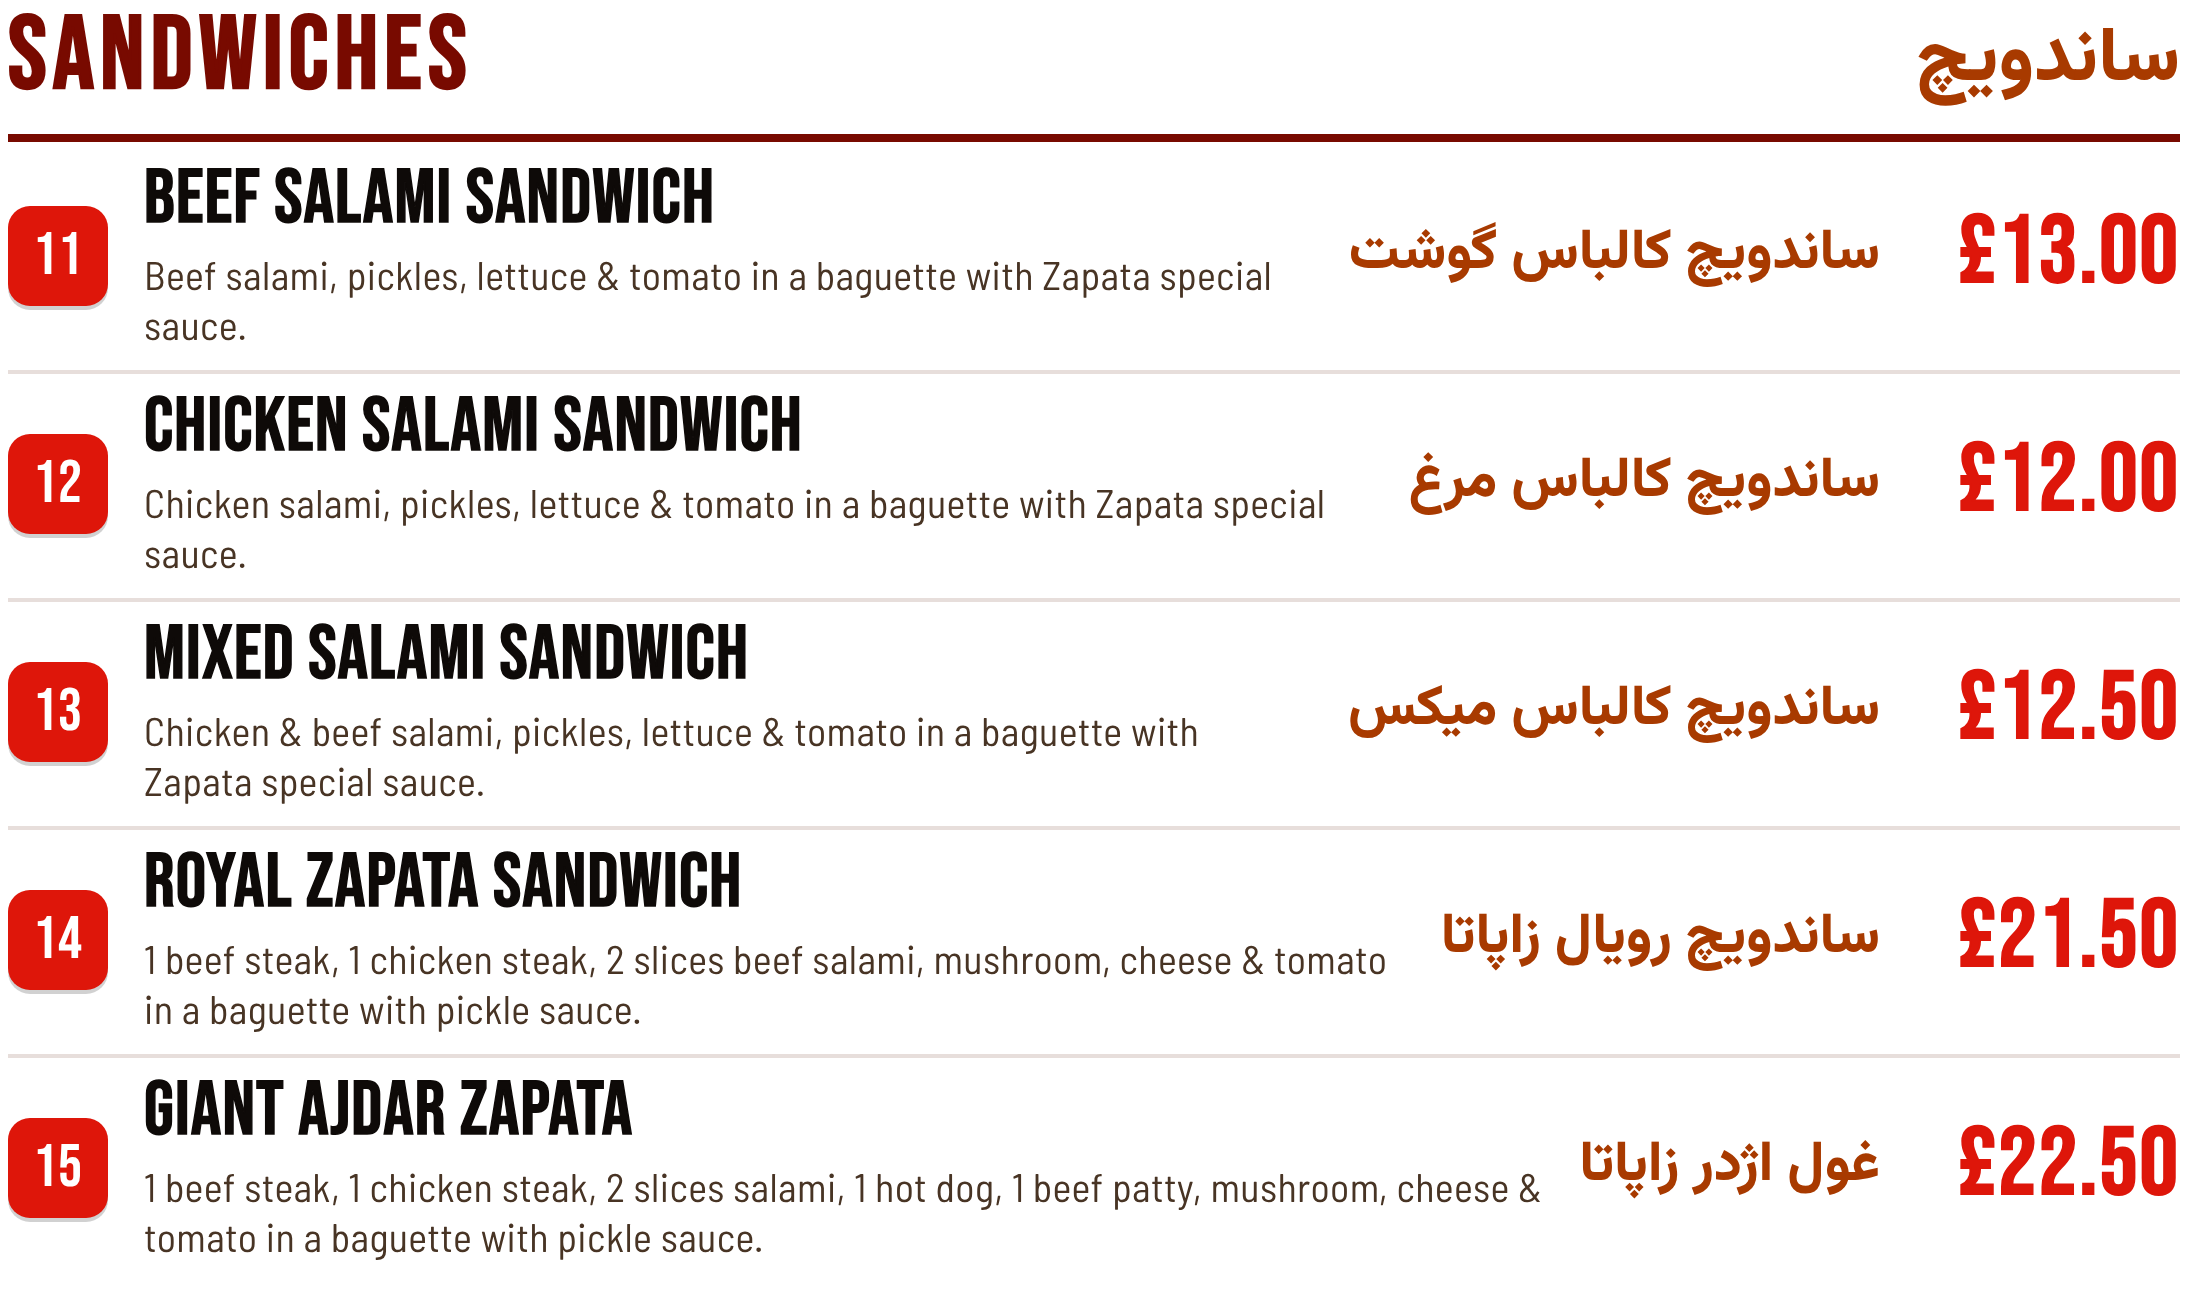 SANDWICHES ساندویچ
11 BEEF SALAMI SANDWICH
Beef salami, pickles, lettuce & tomato in a baguette with Zapata special
sauce.
ساندویچ کالباس گوشت £13.00
12 CHICKEN SALAMI SANDWICH
Chicken salami, pickles, lettuce & tomato in a baguette with Zapata special
sauce.
ساندویچ کالباس مرغ £12.00
13 MIXED SALAMI SANDWICH
Chicken & beef salami, pickles, lettuce & tomato in a baguette with
Zapata special sauce.
ساندویچ کالباس میکس £12.50
14 ROYAL ZAPATA SANDWICH
1 beef steak, 1 chicken steak, 2 slices beef salami, mushroom, cheese & tomato
in a baguette with pickle sauce.
ساندویچ رویال زاپاتا £21.50
15 GIANT AJDAR ZAPATA
1 beef steak, 1 chicken steak, 2 slices salami, 1 hot dog, 1 beef patty, mushroom, cheese &
tomato in a baguette with pickle sauce.
غول اژدر زاپاتا £22.50